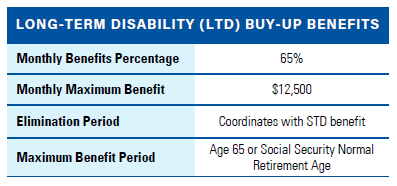 LONG-TERM DISABILITY (LTD) BUY-UP BENEFITS
Monthly Benefits Percentage 65%
Monthly Maximum Benefit $12,500
Elimination Period Coordinates with STD benefit
Maximum Benefit Period Age 65 or Social Security Normal
Retirement Age